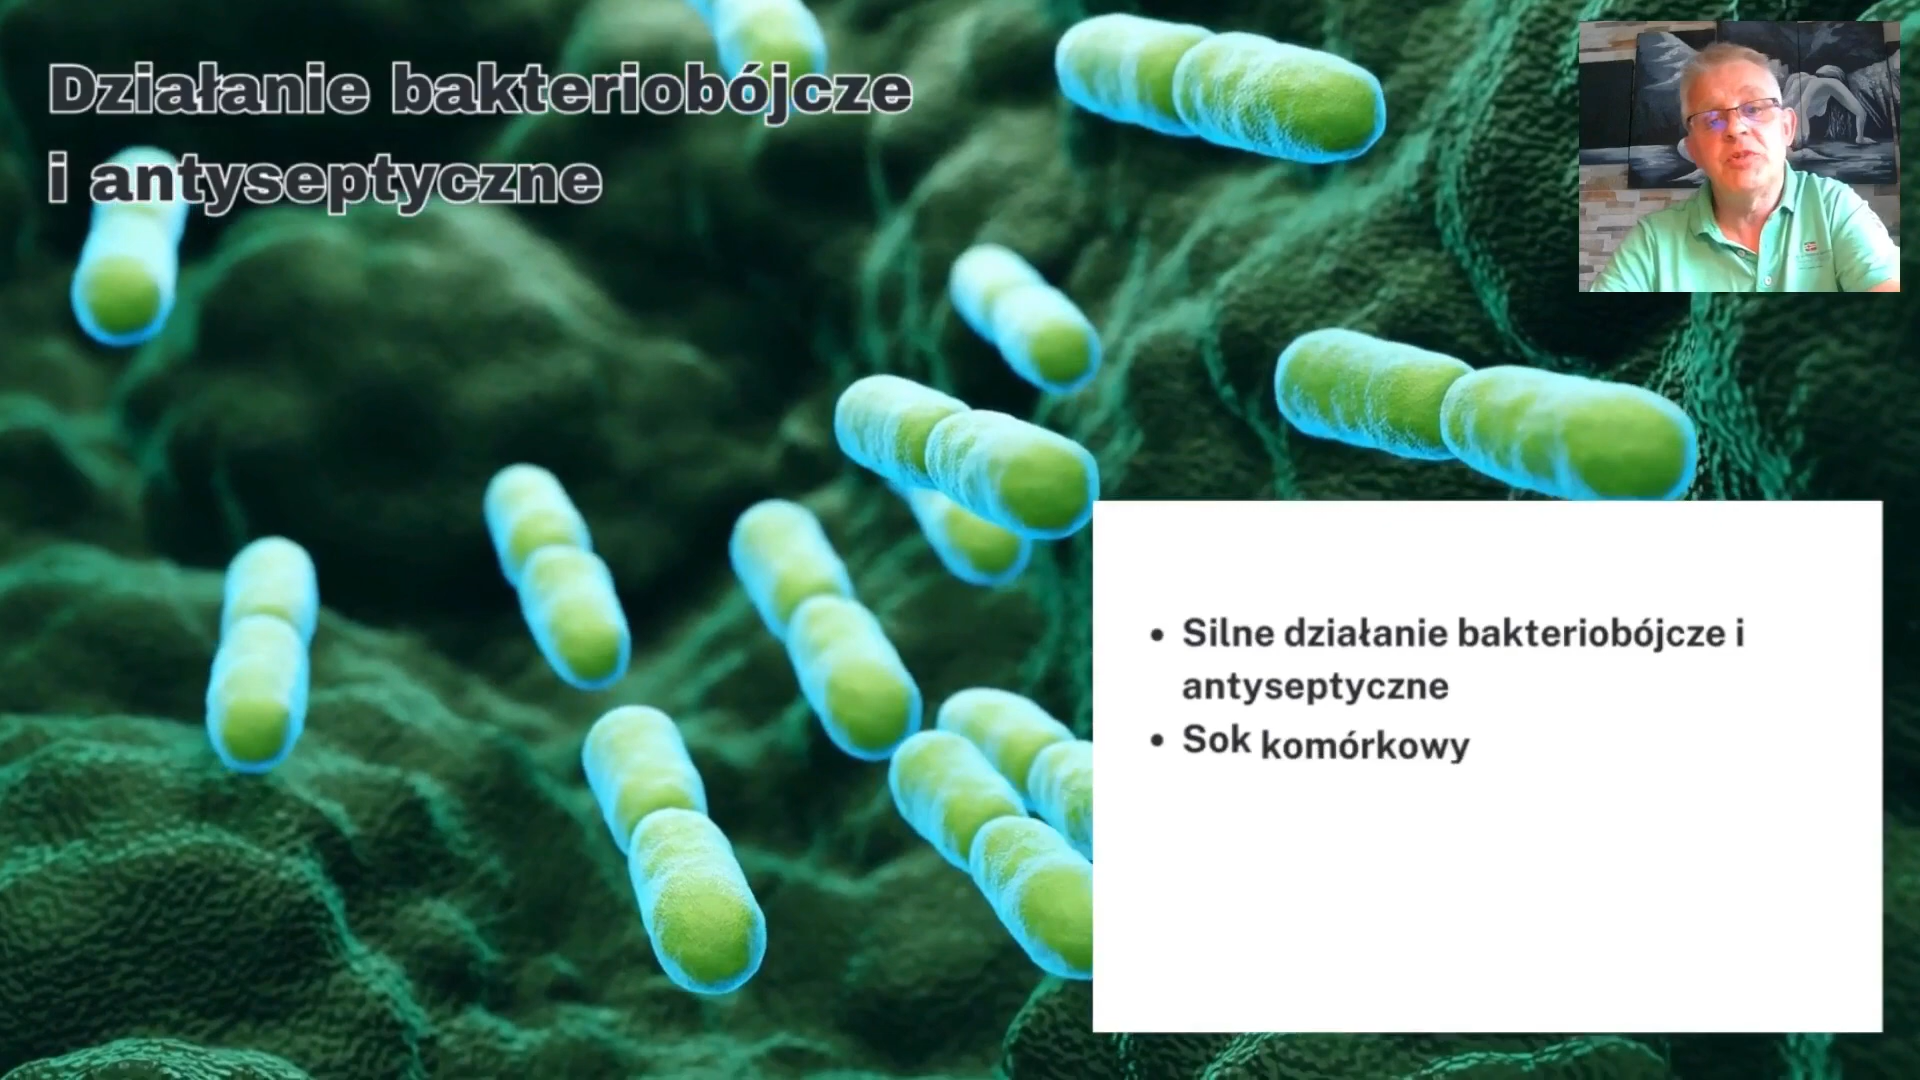 Działanie bakteriobójcze
i antyseptyczne
• Silne działanie bakteriobójcze i
antyseptyczne
• Sok komórkowy